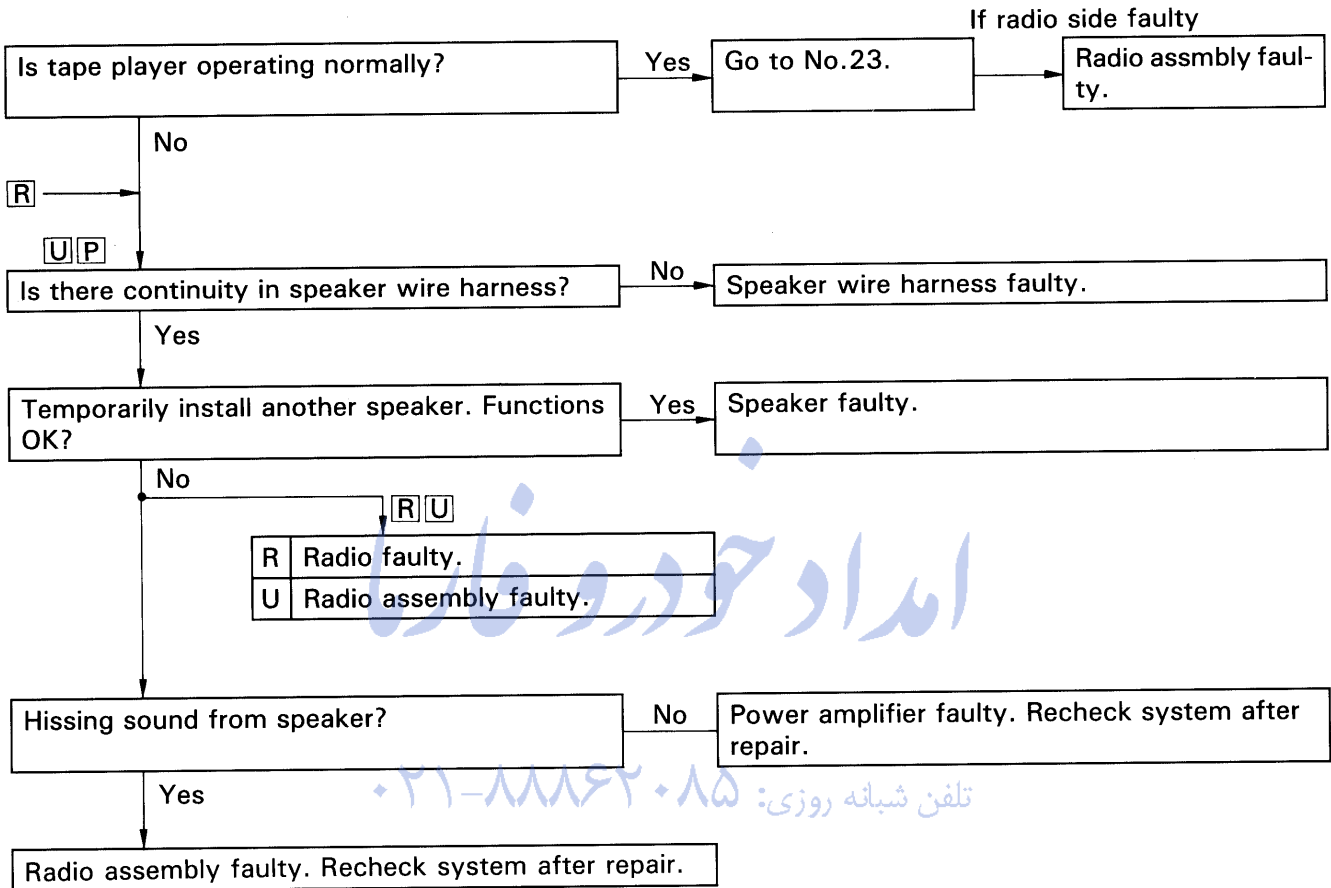 If radio side faulty
Is tape player operating normally?
Yes
Go to No.23.
Radio assmbly faul-
ty.
No
R
U P
Is there continuity in speaker wire harness?
No
Speaker wire harness faulty.
Yes
Temporarily install another speaker. Functions
OK?
Yes
Speaker faulty.
No
R U
R Radio faulty.
U Radio assembly faulty.
امداد خودرو فارسا
Hissing sound from speaker?
No
Power amplifier faulty. Recheck system after
repair.
Yes
تلفن شبانه روزی: ۰۲۱-۸۸۸۶۲۰۸۵
Radio assembly faulty. Recheck system after repair.